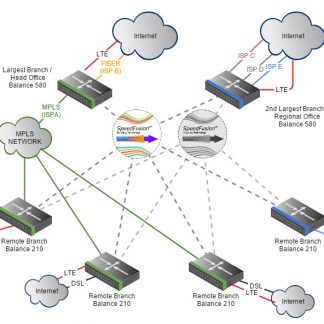 Internet
LTE
FIBER
(ISP B)
Largest Branch /
Head Office
Balance 580
MPLS
(ISPA)
MPLS
NETWORK
Internet
ISP C
ISP D
ISP E
LTE
2nd Largest Branch
Regional Office
Balance 580
SpeedFusion
SpeedFusion
Remote Branch
Balance 210
Remote Branch
Balance 210
Remote Branch
Balance 210
Remote Branch
Balance 210
Internet
LTE
DSL
DSL
LTE
Internet